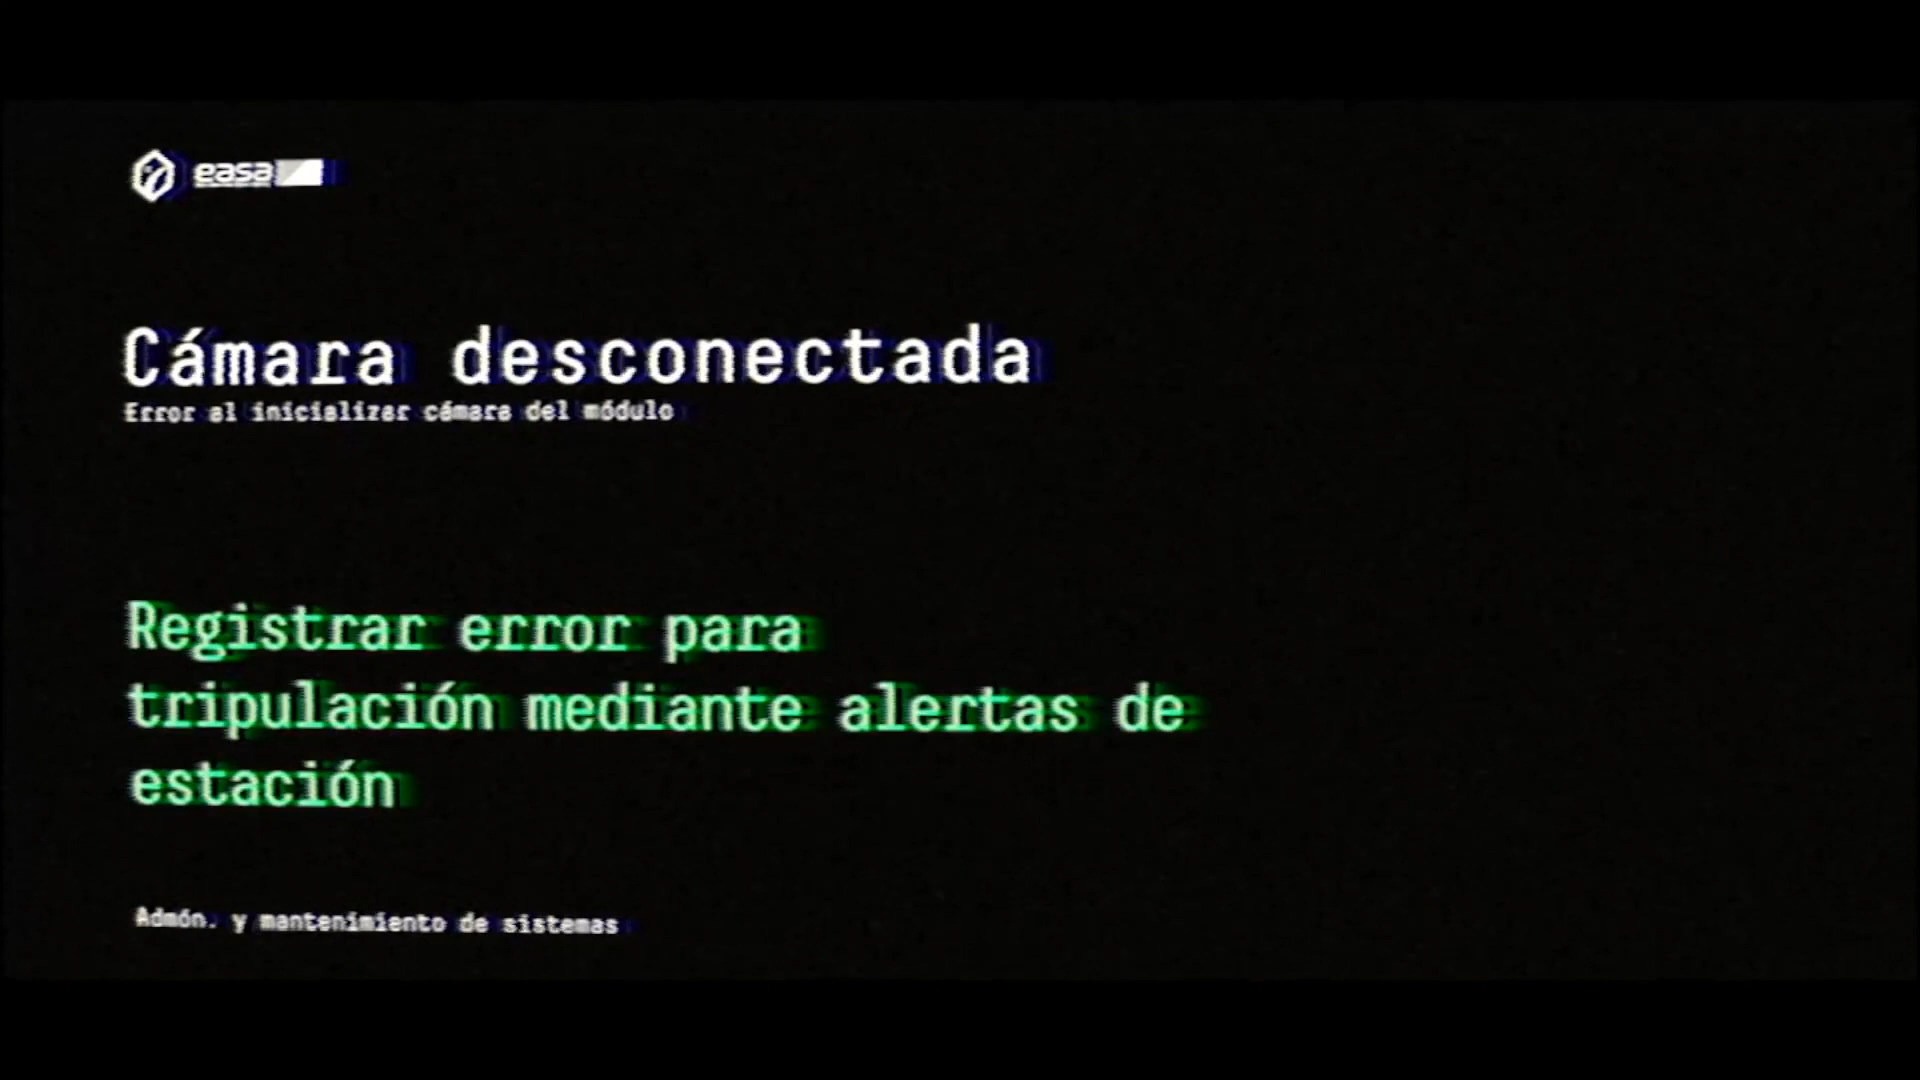 easa
Cámara desconectada
Error al inicializar cámara del módulo
Registrar error para
tripulación mediante alertas de
estación
Admón. y mantenimiento de sistemas